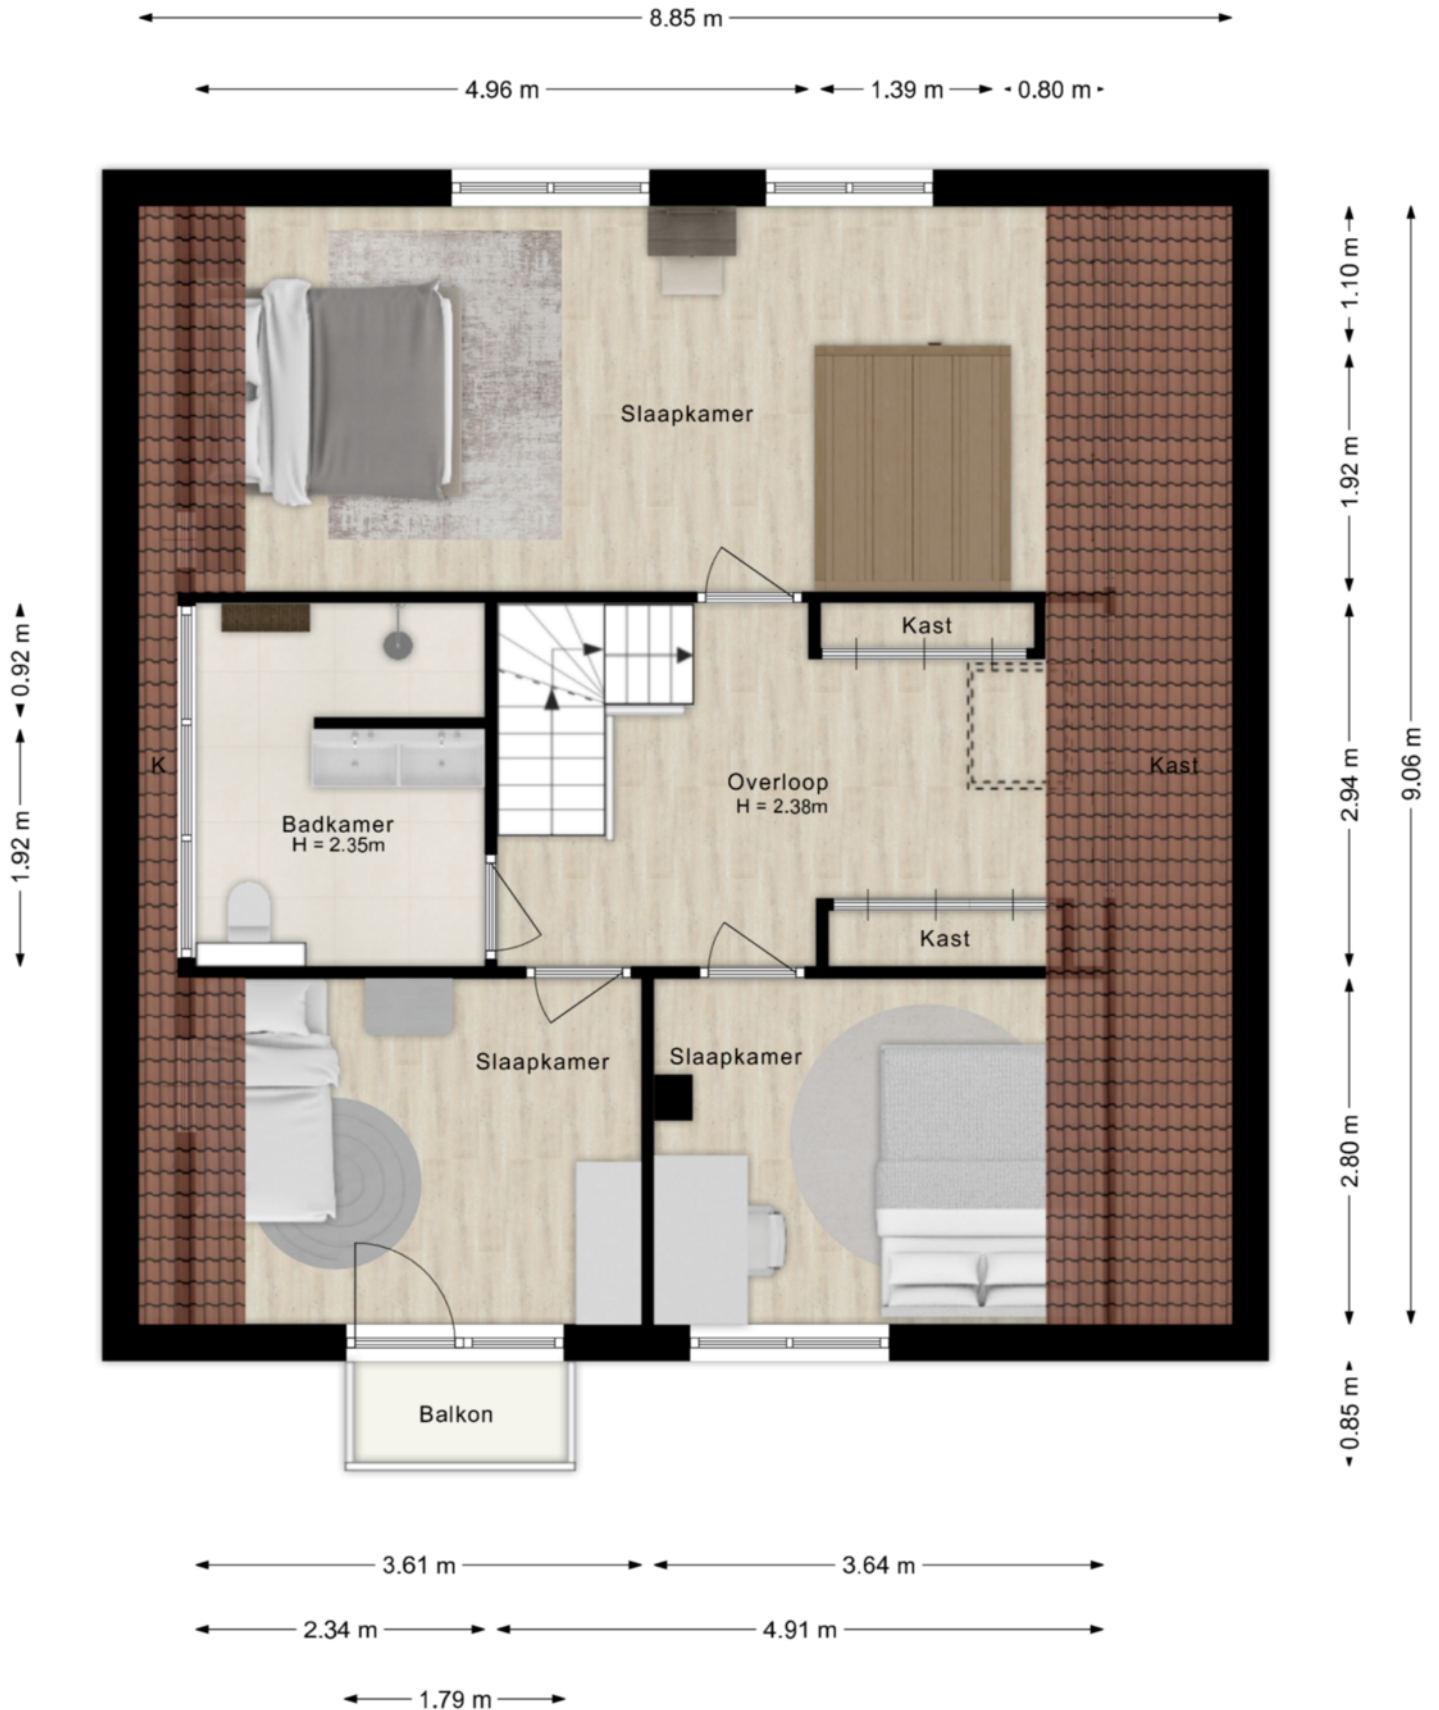 8.85 m
4.96 m
1.39 m
0.80 m
1.10 m
Slaapkamer
1.92 m
0.92 m
Kast
9.06 m
K
Kast
Overloop
H = 2.38m
2.94 m
1.92 m
Badkamer
H = 2.35m
Kast
Slaapkamer
Slaapkamer
2.80 m
Balkon
0.85 m
3.61 m
3.64 m
2.34 m
4.91 m
1.79 m